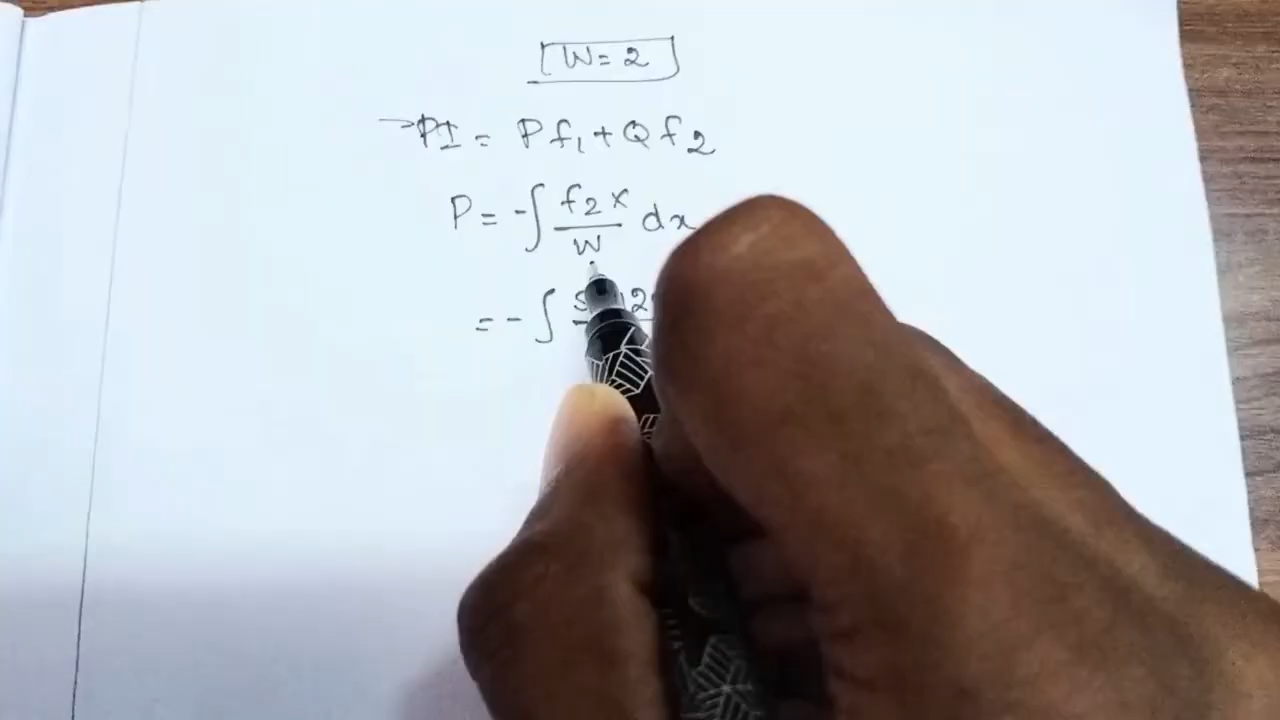 W = 2
→PI = Pf₁ + Qf₂
P = -∫ f₂X / W dx
= - ∫